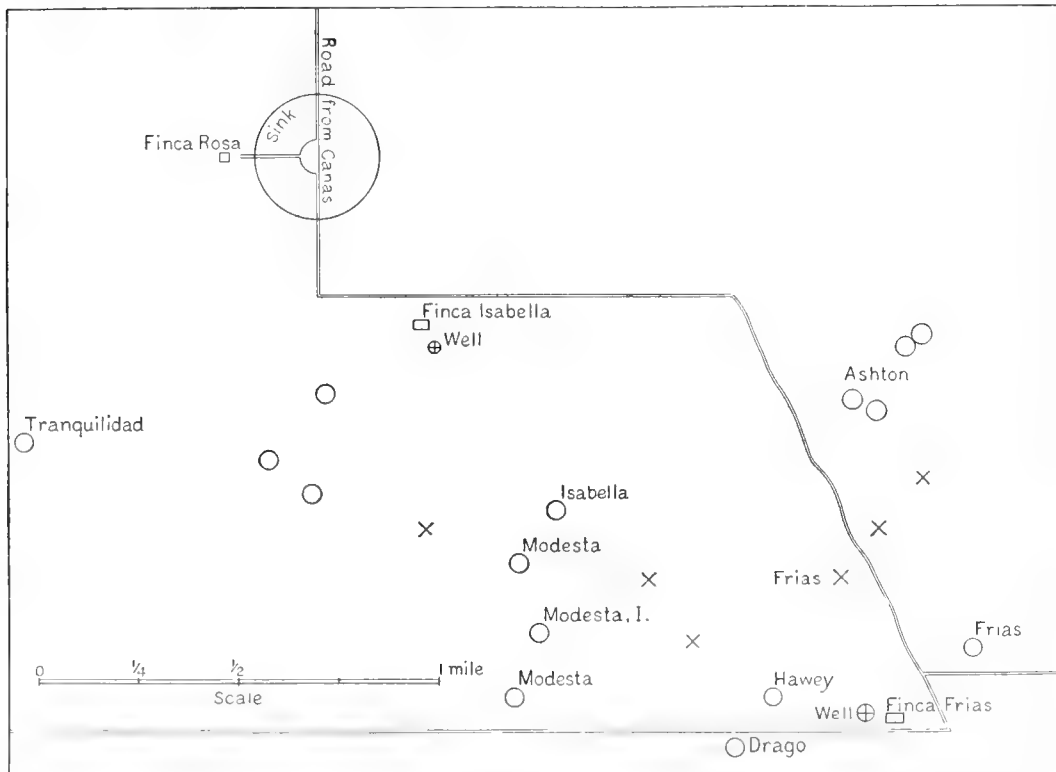 Road from Canas
sink
Finca Rosa
Finca Isabella
Well
Ashton
Tranquilidad
Isabella
Modesta
Frias
Modesta, I.
Frias
0 1/4 1/2 1 mile
Scale
Modesta
Hawey
Well
Finca Frias
Drago